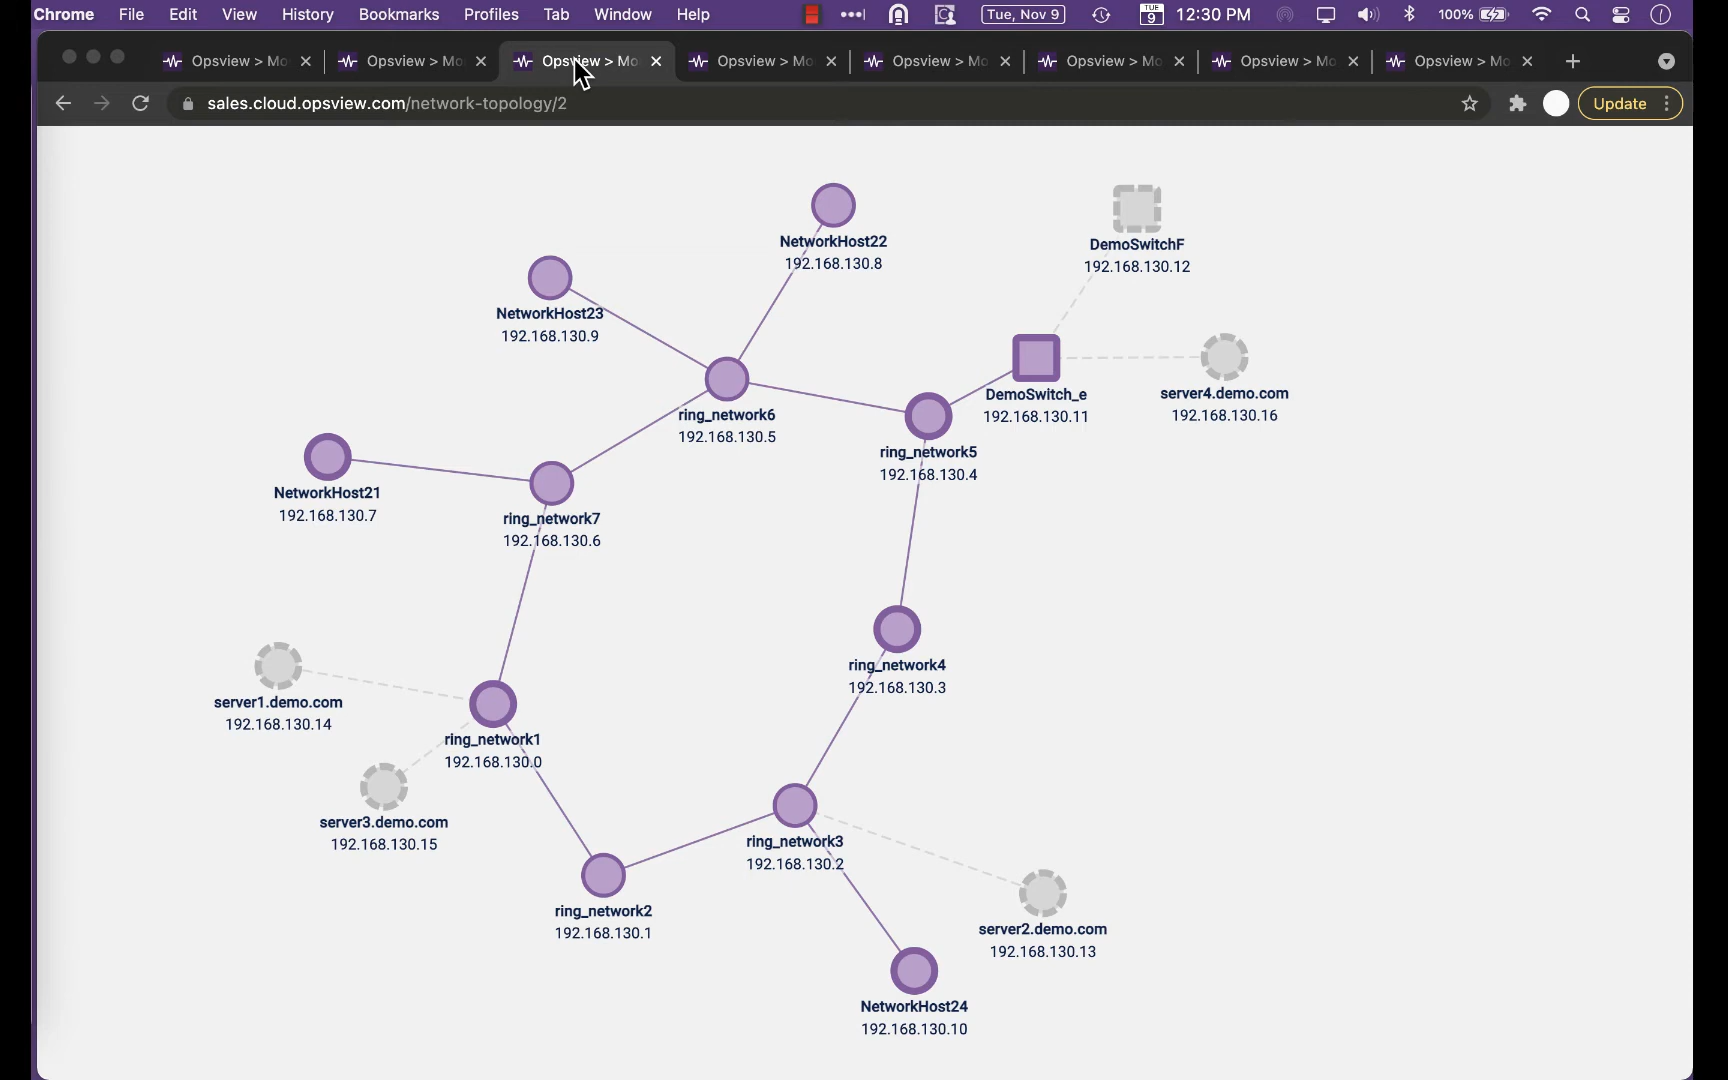 Chrome File Edit View History Bookmarks Profiles Tab Window Help Tue, Nov 9 TUE 9 12:30 PM 100%
Opsview > Mo Opsview > Mo Opsview > Mo Opsview > Mo Opsview > Mo Opsview > Mo Opsview > Mo Opsview > Mo
sales.cloud.opsview.com/network-topology/2 Update
NetworkHost22
192.168.130.8
DemoSwitchF
192.168.130.12
NetworkHost23
192.168.130.9
DemoSwitch_e
192.168.130.11
server4.demo.com
192.168.130.16
ring_network6
192.168.130.5
ring_network5
192.168.130.4
NetworkHost21
192.168.130.7
ring_network7
192.168.130.6
ring_network4
192.168.130.3
server1.demo.com
192.168.130.14
ring_network1
192.168.130.0
server3.demo.com
192.168.130.15
ring_network3
192.168.130.2
ring_network2
192.168.130.1
server2.demo.com
192.168.130.13
NetworkHost24
192.168.130.10